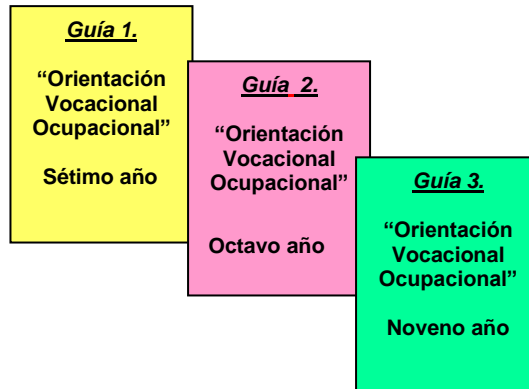 Guía 1.
“Orientación
Vocacional
Ocupacional”
Sétimo año
Guía 2.
“Orientación
Vocacional
Ocupacional”
Octavo año
Guía 3.
“Orientación
Vocacional
Ocupacional”
Noveno año